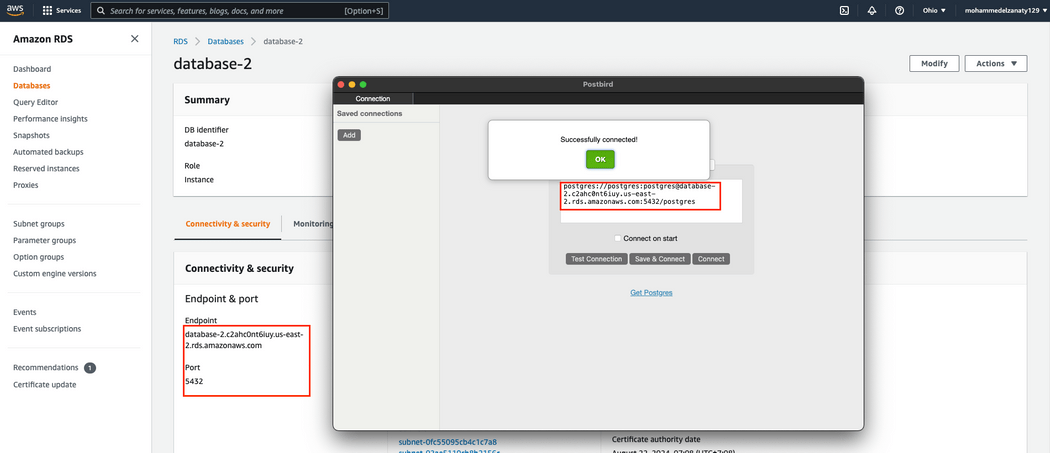 aws
Services
Search for services, features, blogs, docs, and more
[Option+S]
Ohio
mohammedelzanaty129
Amazon RDS
Dashboard
Databases
Query Editor
Performance insights
Snapshots
Automated backups
Reserved instances
Proxies
Subnet groups
Parameter groups
Option groups
Custom engine versions
Events
Event subscriptions
Recommendations 1
Certificate update
RDS > Databases > database-2
database-2
Modify
Actions
Summary
DB identifier
database-2
Role
Instance
Connectivity & security
Monitoring
Connectivity & security
Endpoint & port
Endpoint
database-2.c2ahc0nt6iuy.us-east-
2.rds.amazonaws.com
Port
5432
subnet-0fc55095cb4c1c7a8
Certificate authority date
Postbird
Connection
Saved connections
Add
Successfully connected!
OK
postgres://postgres:postgres@database-
2.c2ahc0nt6iuy.us-east-
2.rds.amazonaws.com:5432/postgres
Connect on start
Test Connection
Save & Connect
Connect
Get Postgres